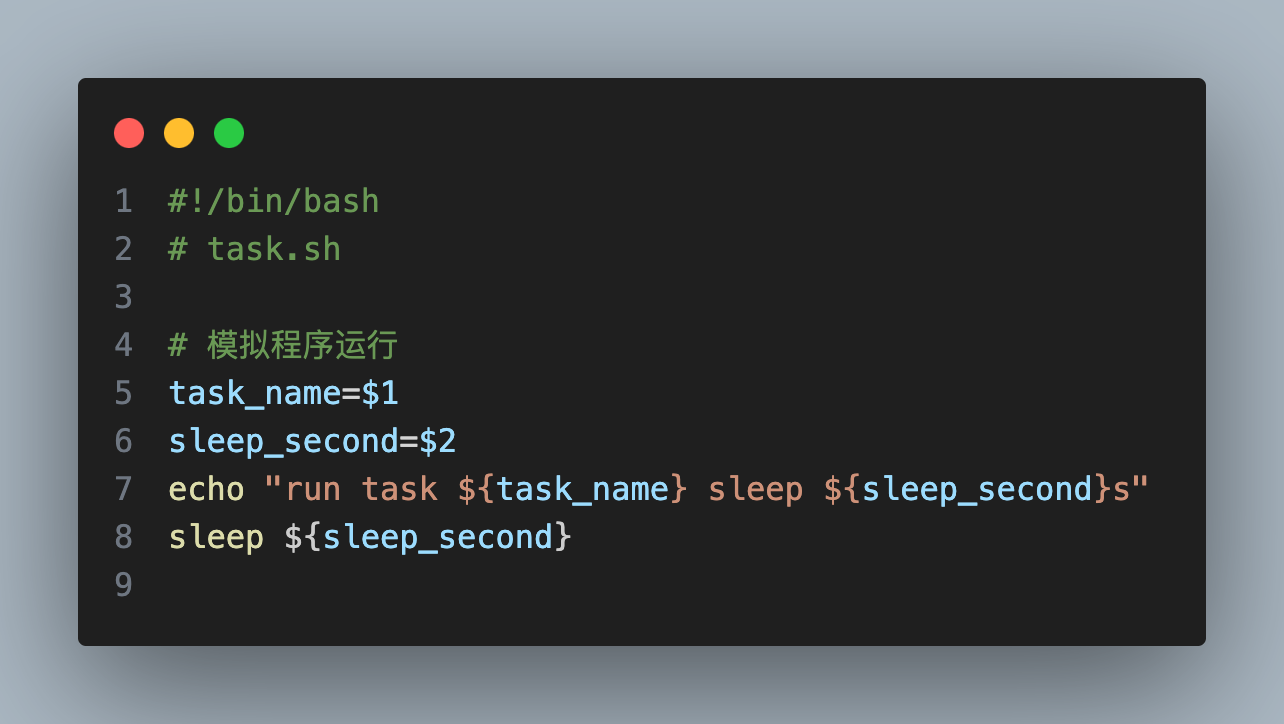 1 #!/bin/bash
2 # task.sh
3
4 # 模拟程序运行
5 task_name=$1
6 sleep_second=$2
7 echo "run task ${task_name} sleep ${sleep_second}s"
8 sleep ${sleep_second}
9